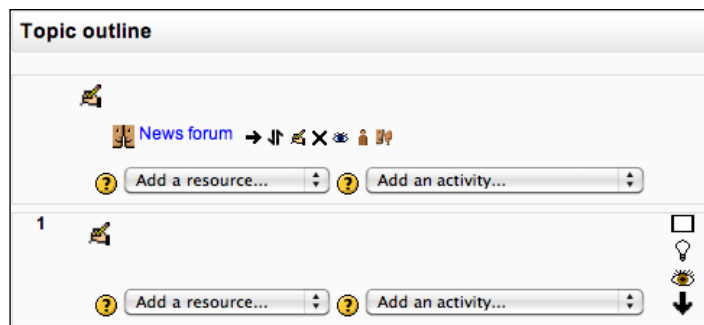 Topic outline
News forum
Add a resource... Add an activity...
1
Add a resource... Add an activity...